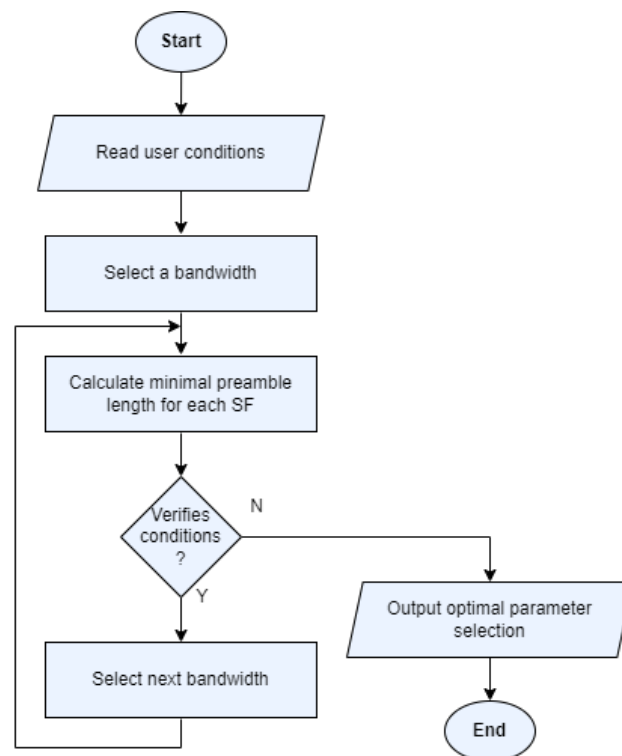 Start
Read user conditions
Select a bandwidth
Calculate minimal preamble
length for each SF
Verifies
conditions
?
N
Y
Select next bandwidth
Output optimal parameter
selection
End